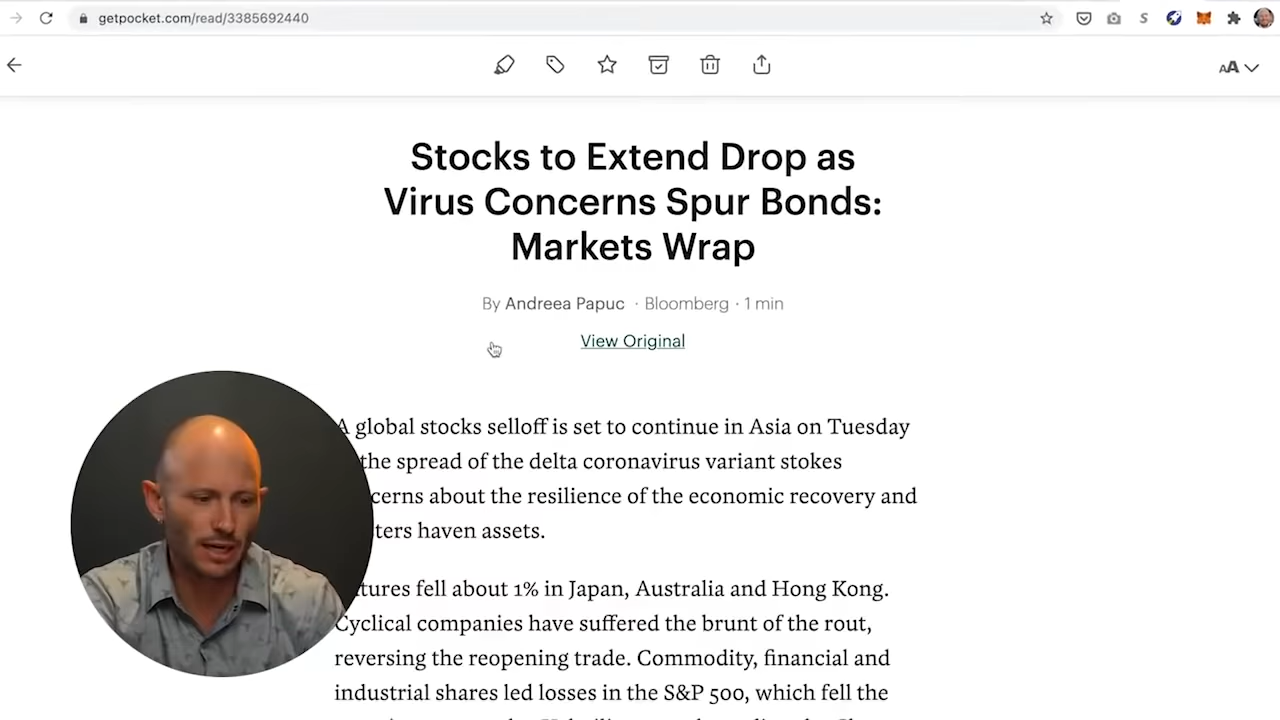 getpocket.com/read/3385692440
AA
Stocks to Extend Drop as
Virus Concerns Spur Bonds:
Markets Wrap
By Andreea Papuc · Bloomberg · 1 min
View Original
A global stocks selloff is set to continue in Asia on Tuesday
the spread of the delta coronavirus variant stokes
cerns about the resilience of the economic recovery and
ters haven assets.
tures fell about 1% in Japan, Australia and Hong Kong.
Cyclical companies have suffered the brunt of the rout,
reversing the reopening trade. Commodity, financial and
industrial shares led losses in the S&P 500, which fell the